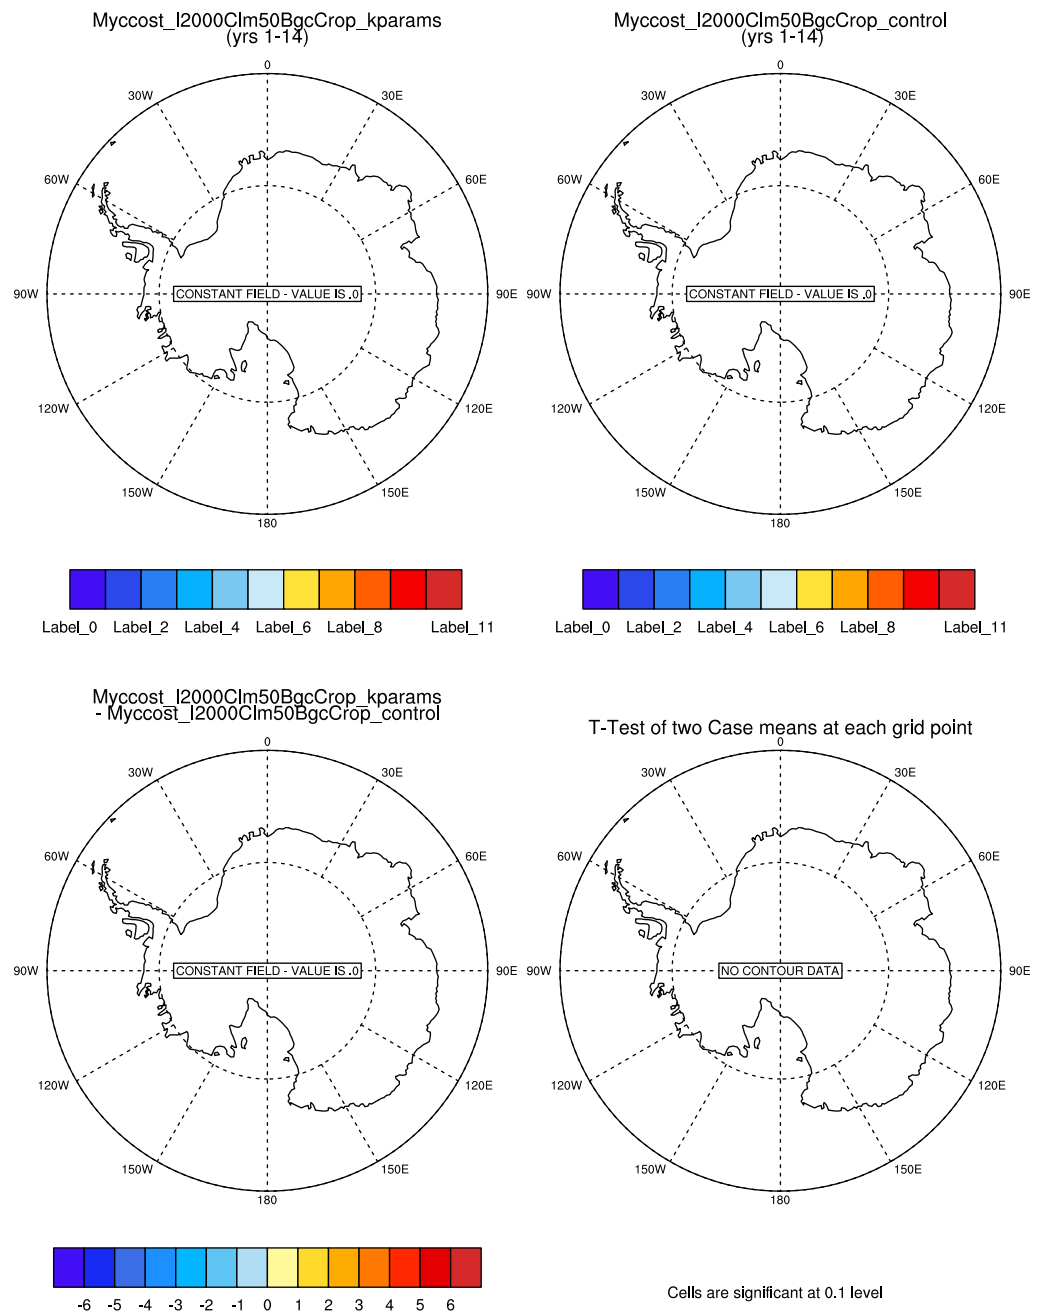 Myccost_I2000Clm50BgcCrop_kparams
(yrs 1-14)
0
30W
30E
60W
60E
90W
CONSTANT FIELD - VALUE IS .0
90E
120W
120E
150W
150E
180
Label_0 Label_2 Label_4 Label_6 Label_8 Label_11
Myccost_I2000Clm50BgcCrop_control
(yrs 1-14)
0
30W
30E
60W
60E
90W
CONSTANT FIELD - VALUE IS .0
90E
120W
120E
150W
150E
180
Label_0 Label_2 Label_4 Label_6 Label_8 Label_11
Myccost_I2000Clm50BgcCrop_kparams
- Myccost_I2000Clm50BgcCrop_control
0
30W
30E
60W
60E
90W
CONSTANT FIELD - VALUE IS .0
90E
120W
120E
150W
150E
180
-6 -5 -4 -3 -2 -1 0 1 2 3 4 5 6
T-Test of two Case means at each grid point
0
30W
30E
60W
60E
90W
NO CONTOUR DATA
90E
120W
120E
150W
150E
180
Cells are significant at 0.1 level